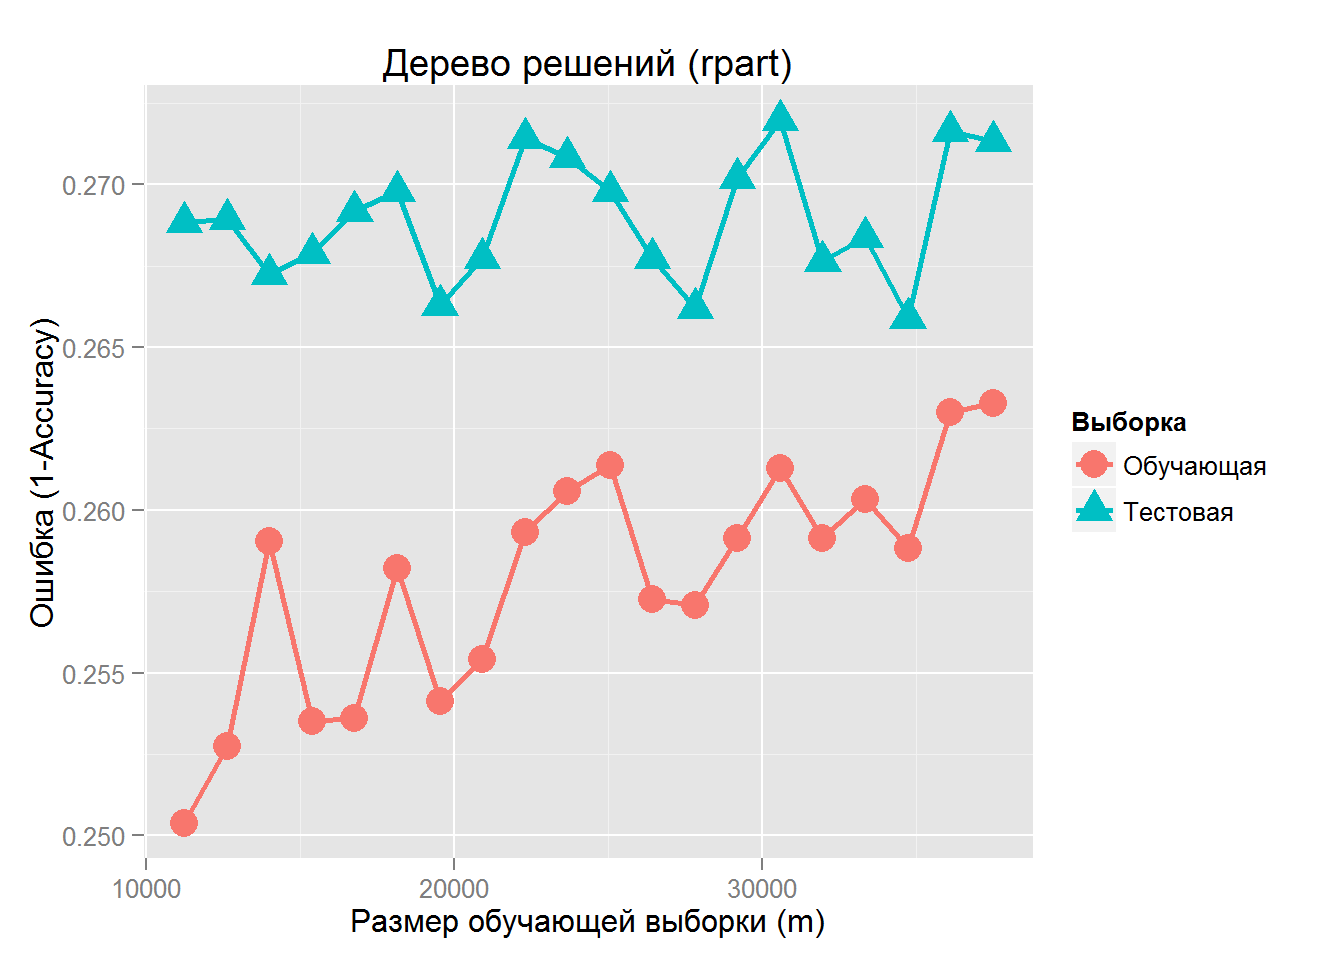 Дерево решений (rpart)
Ошибка (1-Accuracy)
0.270
0.265
0.260
0.255
0.250
10000
20000
30000
Размер обучающей выборки (m)
Выборка
Обучающая
Тестовая